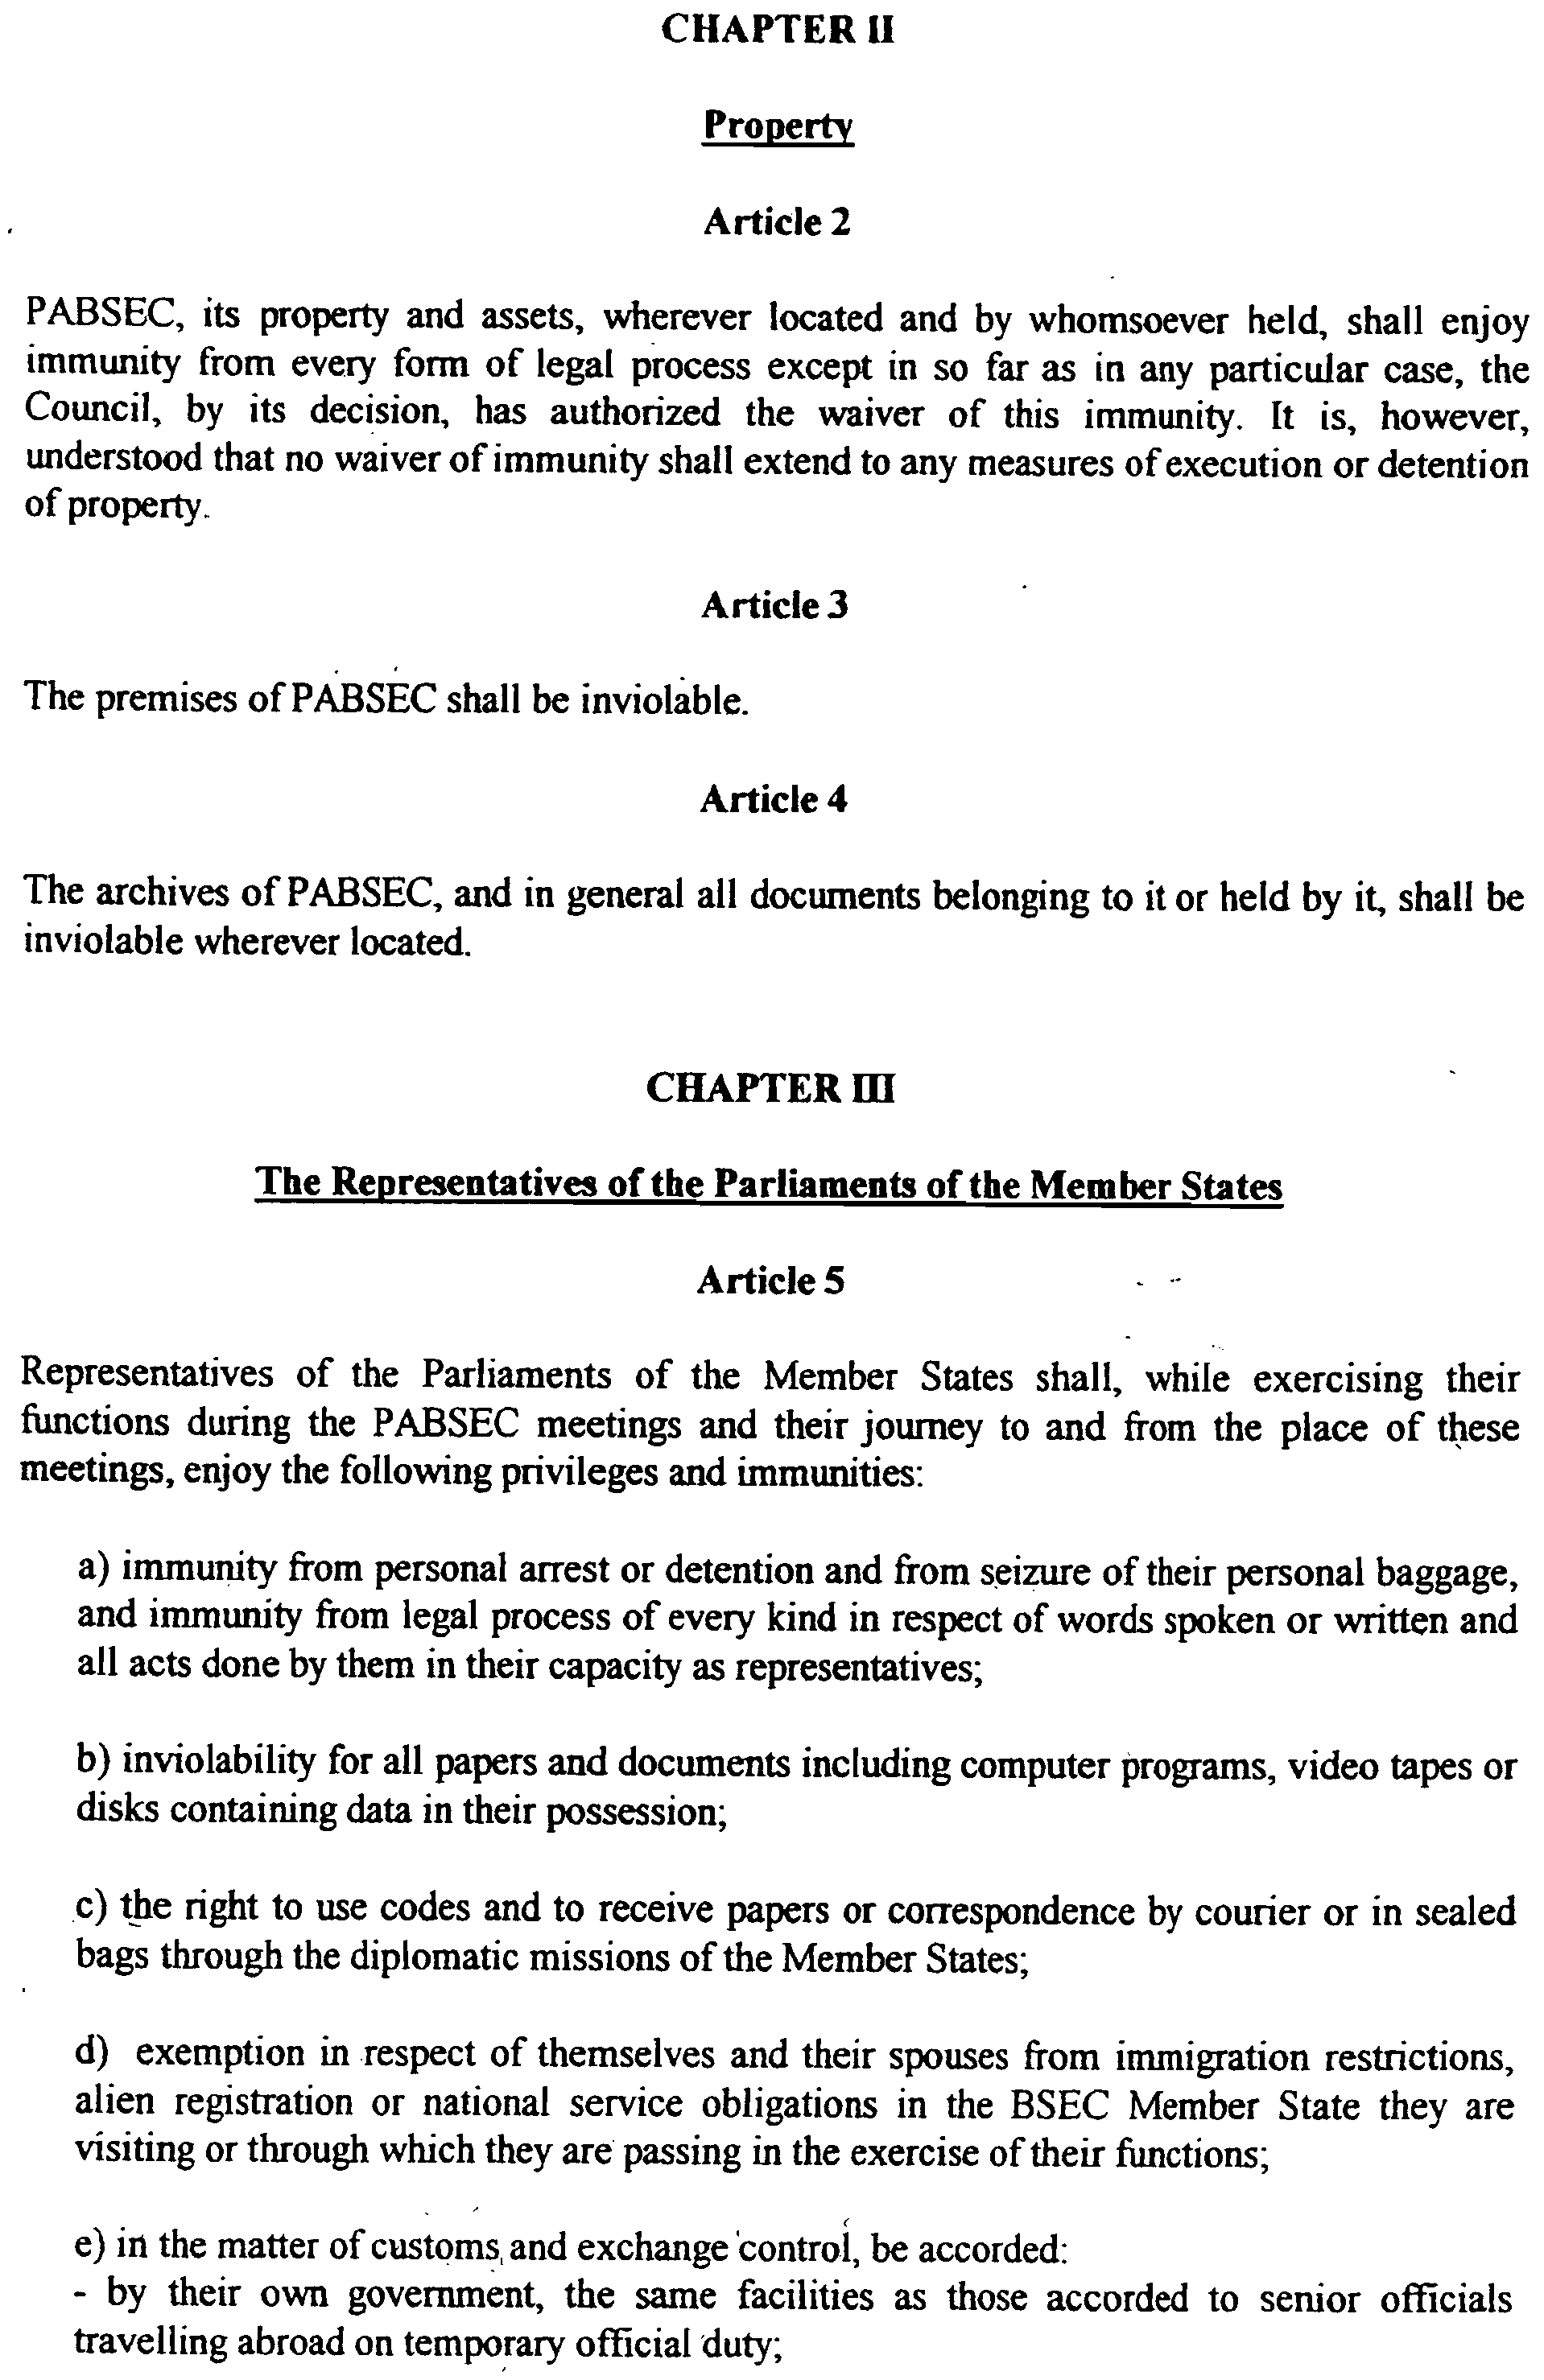 CHAPTER II
Property
Article 2
PABSEC, its property and assets, wherever located and by whomsoever held, shall enjoy
immunity from every form of legal process except in so far as in any particular case, the
Council, by its decision, has authorized the waiver of this immunity. It is, however,
understood that no waiver of immunity shall extend to any measures of execution or detention
of property.
Article 3
The premises of PABSEC shall be inviolable.
Article 4
The archives of PABSEC, and in general all documents belonging to it or held by it, shall be
inviolable wherever located.
CHAPTER III
The Representatives of the Parliaments of the Member States
Article 5
Representatives of the Parliaments of the Member States shall, while exercising their
functions during the PABSEC meetings and their journey to and from the place of these
meetings, enjoy the following privileges and immunities:
a) immunity from personal arrest or detention and from seizure of their personal baggage,
and immunity from legal process of every kind in respect of words spoken or written and
all acts done by them in their capacity as representatives;
b) inviolability for all papers and documents including computer programs, video tapes or
disks containing data in their possession;
c) the right to use codes and to receive papers or correspondence by courier or in sealed
bags through the diplomatic missions of the Member States;
d) exemption in respect of themselves and their spouses from immigration restrictions,
alien registration or national service obligations in the BSEC Member State they are
visiting or through which they are passing in the exercise of their functions;
e) in the matter of customs and exchange control, be accorded:
- by their own government, the same facilities as those accorded to senior officials
travelling abroad on temporary official duty;